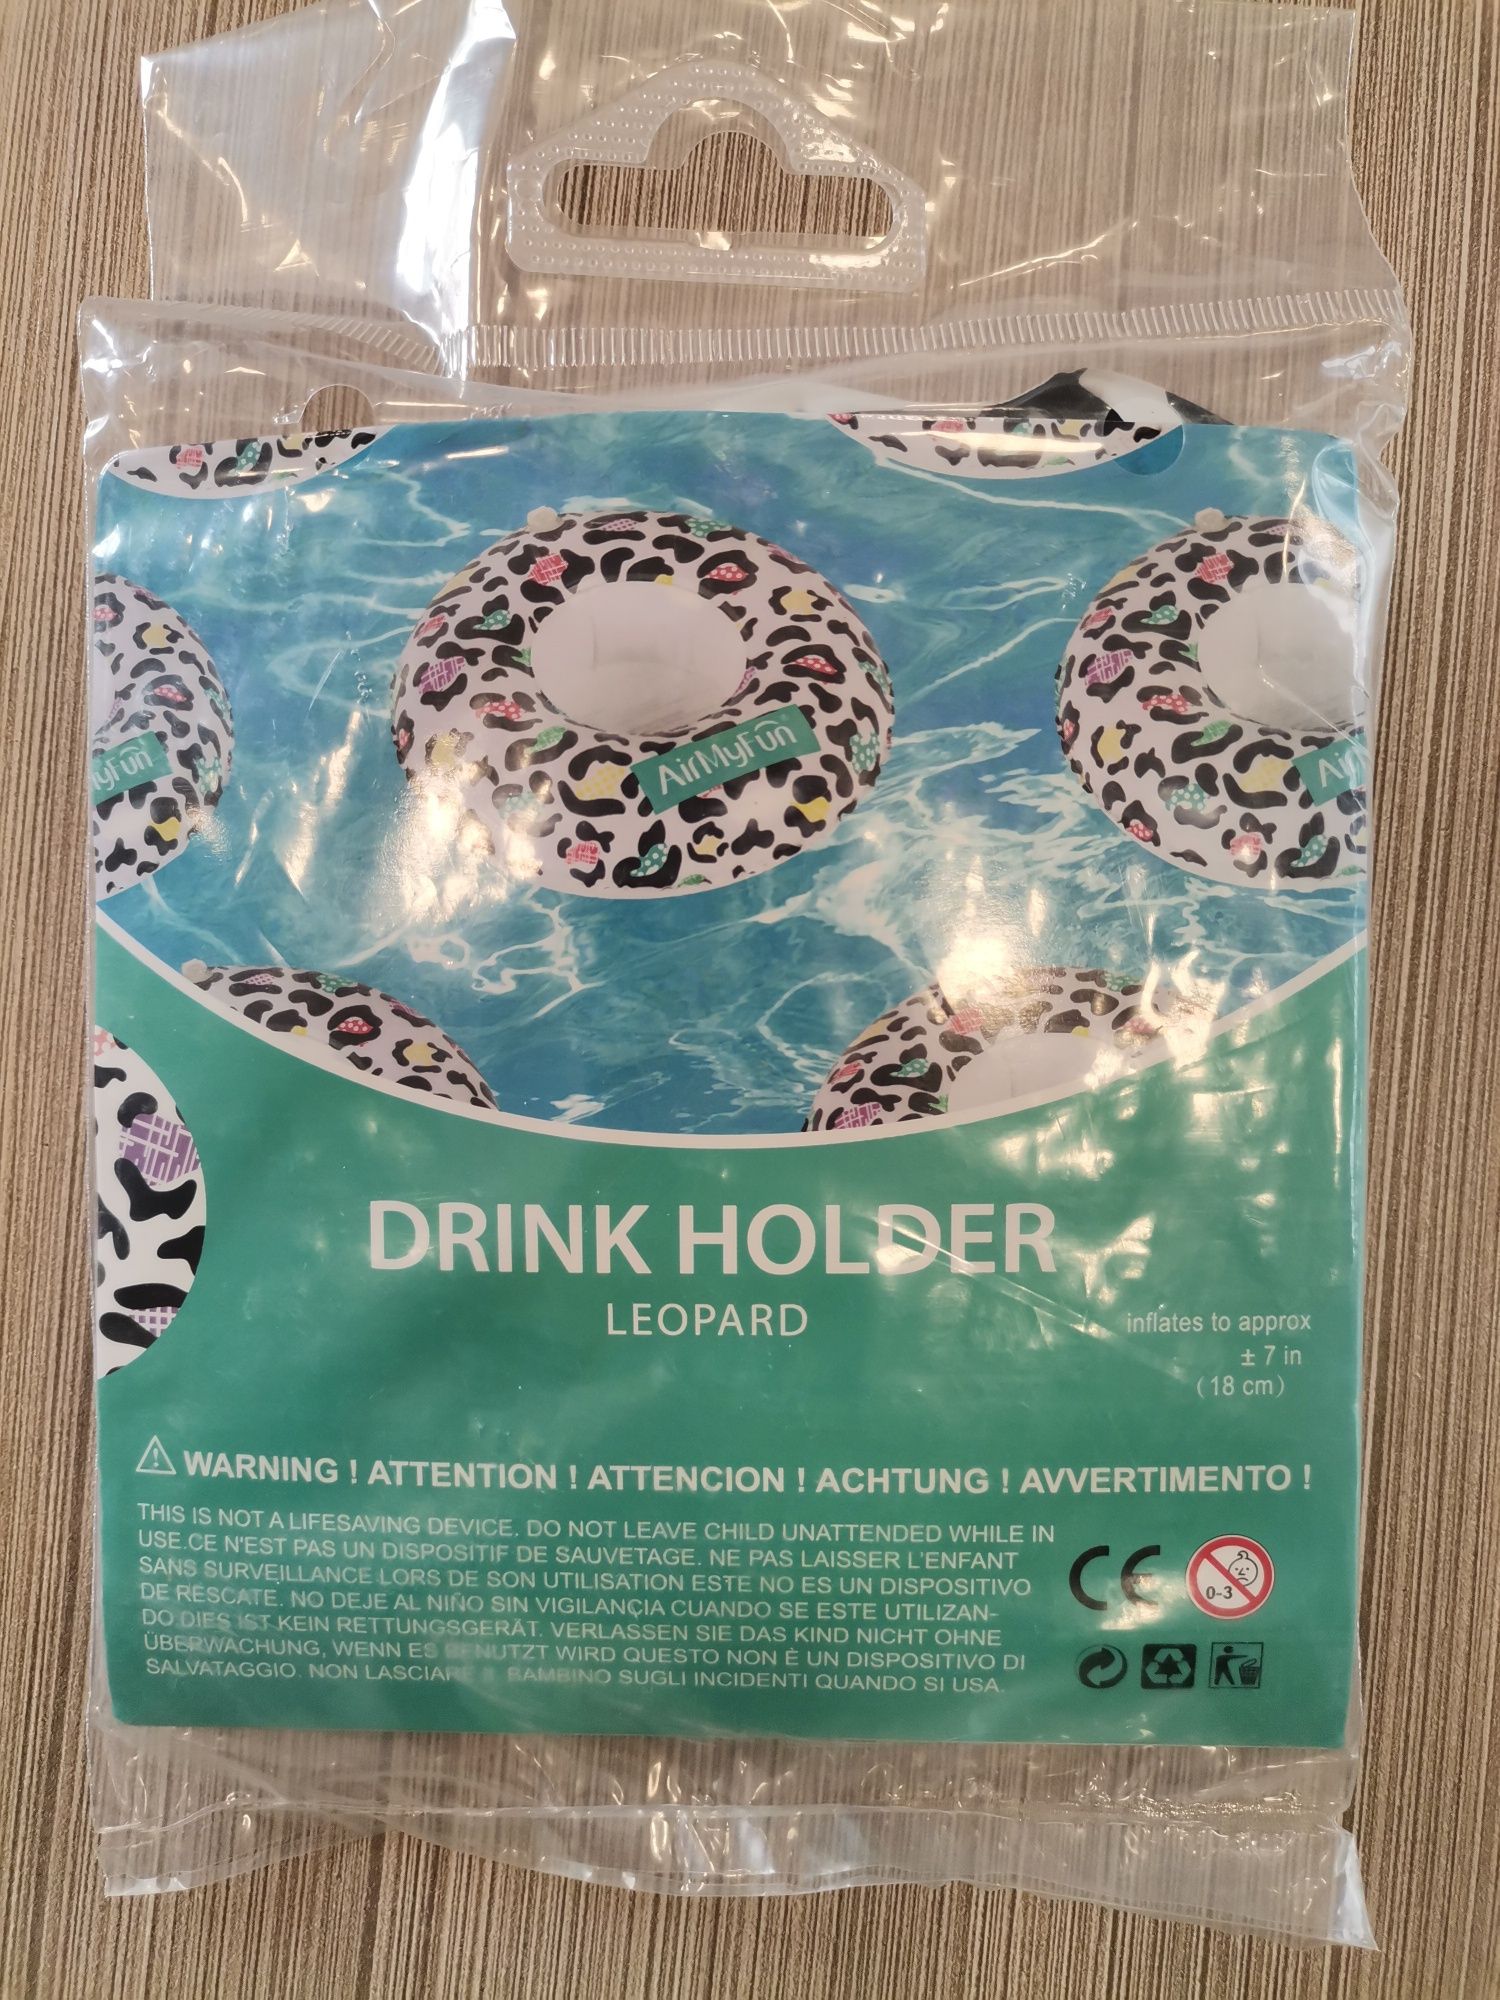 AirMyFun
yFun
Air
DRINK HOLDER
LEOPARD
inflates to approx
± 7 in
(18 cm)
WARNING ! ATTENTION ! ATTENCION ! ACHTUNG ! AVVERTIMENTO !
THIS IS NOT A LIFESAVING DEVICE. DO NOT LEAVE CHILD UNATTENDED WHILE IN
USE.CE N'EST PAS UN DISPOSITIF DE SAUVETAGE. NE PAS LAISSER L'ENFANT
SANS SURVEILLANCE LORS DE SON UTILISATION ESTE NO ES UN DISPOSITIVO
DE RESCATE. NO DEJE AL NIÑO SIN VIGILANÇIA CUANDO SE ESTE UTILIZAN-
DO.DIES IST KEIN RETTUNGSGERÄT. VERLASSEN SIE DAS KIND NICHT OHNE
ÜBERWACHUNG, WENN ES BENUTZT WIRD QUESTO NON È UN DISPOSITIVO DI
SALVATAGGIO. NON LASCIARE IL BAMBINO SUGLI INCIDENTI QUANDO SI USA.
CE
0-3